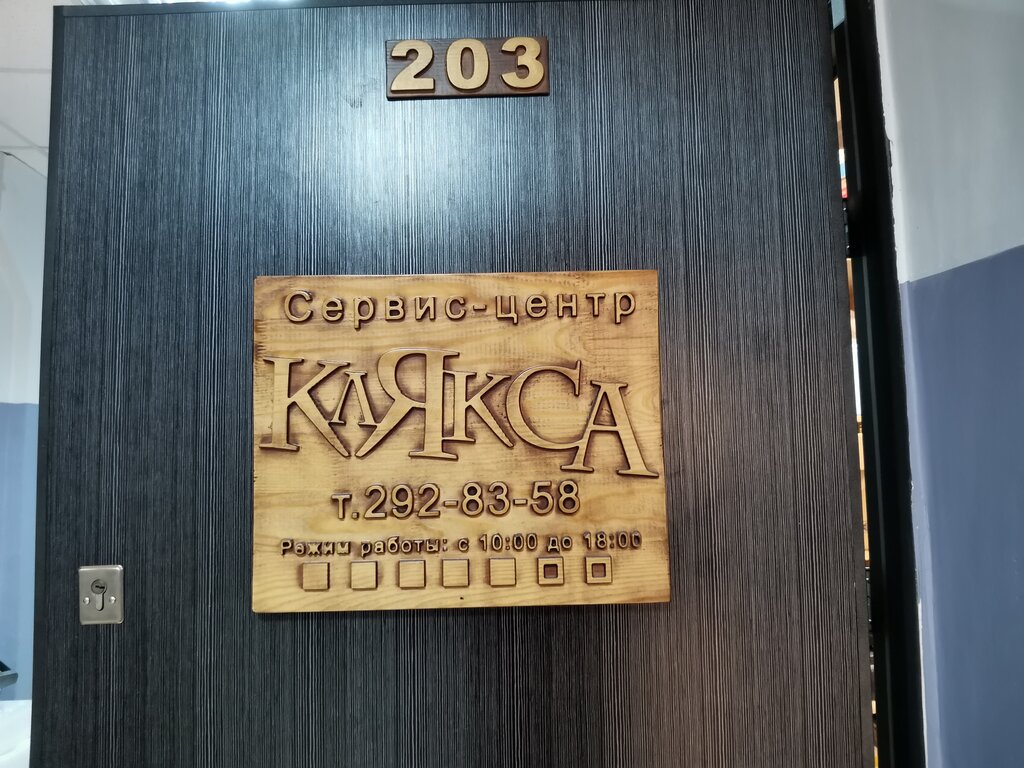 203
Сервис-центр
КлЯкСА
т.292-83-58
Режим работы: с 10:00 до 18:00